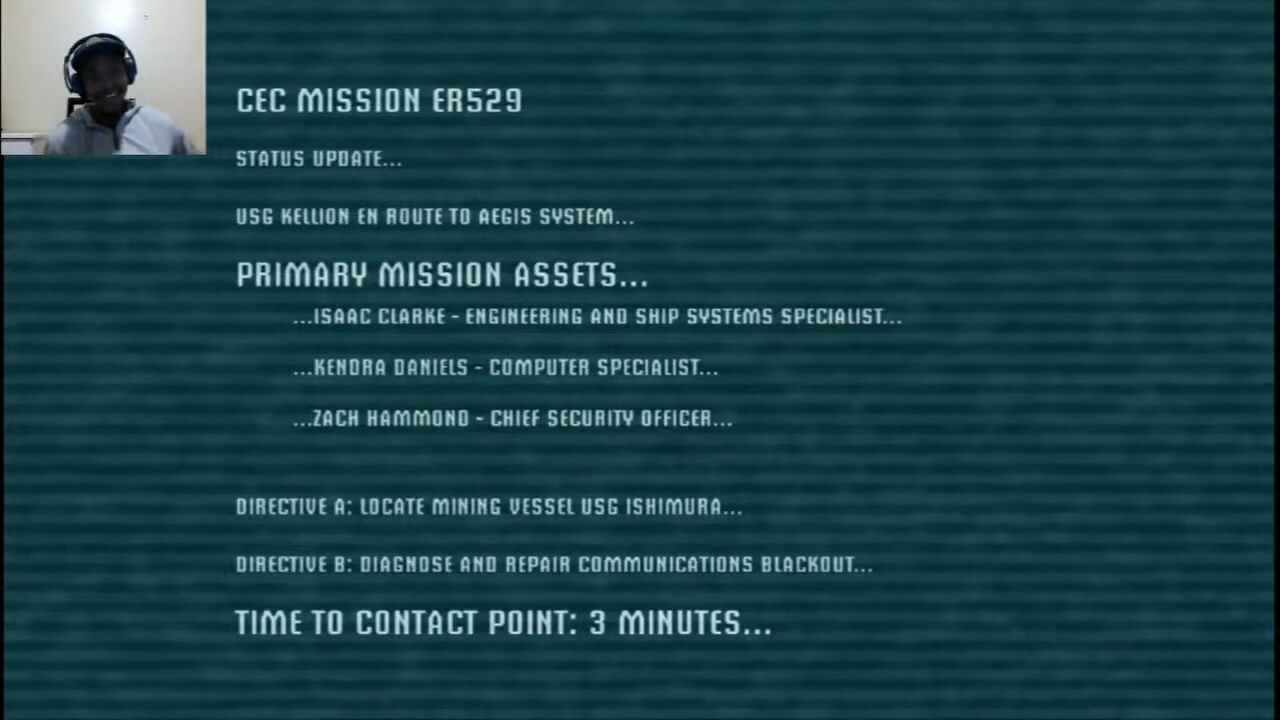 CEC MISSION ER529
STATUS UPDATE...
USG KELLION EN ROUTE TO AEGIS SYSTEM...
PRIMARY MISSION ASSETS...
...ISAAC CLARKE - ENGINEERING AND SHIP SYSTEMS SPECIALIST...
...KENDRA DANIELS - COMPUTER SPECIALIST...
...ZACH HAMMOND - CHIEF SECURITY OFFICER...
DIRECTIVE A: LOCATE MINING VESSEL USG ISHIMURA...
DIRECTIVE B: DIAGNOSE AND REPAIR COMMUNICATIONS BLACKOUT...
TIME TO CONTACT POINT: 3 MINUTES...